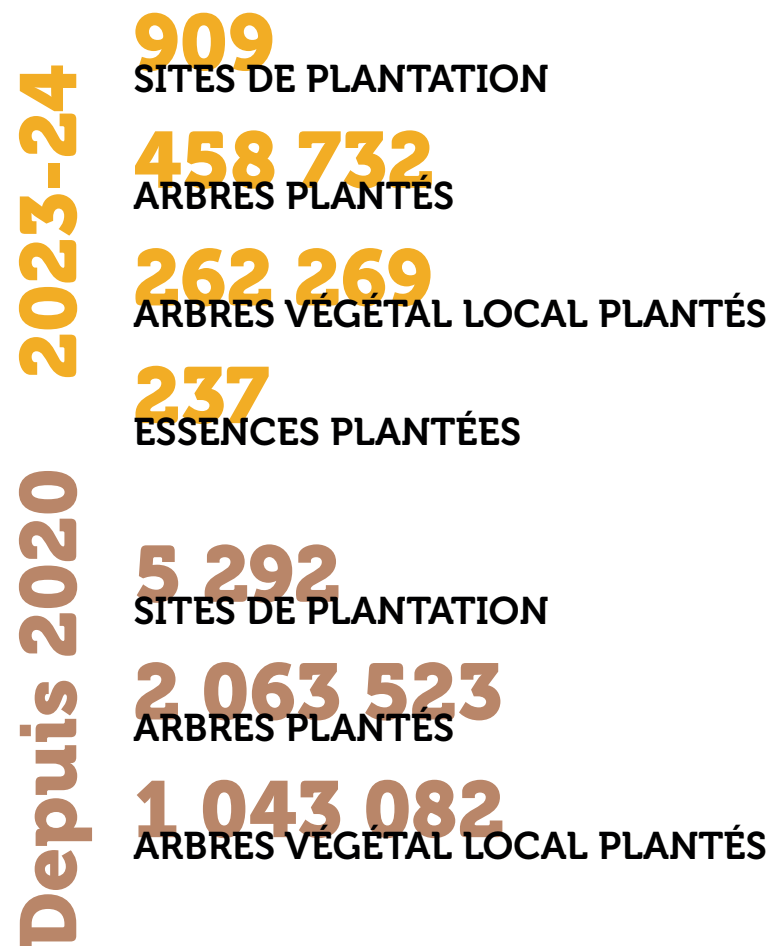 2023-24
909
SITES DE PLANTATION
458 732
ARBRES PLANTÉS
262 269
ARBRES VÉGÉTAL LOCAL PLANTÉS
237
ESSENCES PLANTÉES
Depuis 2020
5 292
SITES DE PLANTATION
2 063 523
ARBRES PLANTÉS
1 043 082
ARBRES VÉGÉTAL LOCAL PLANTÉS